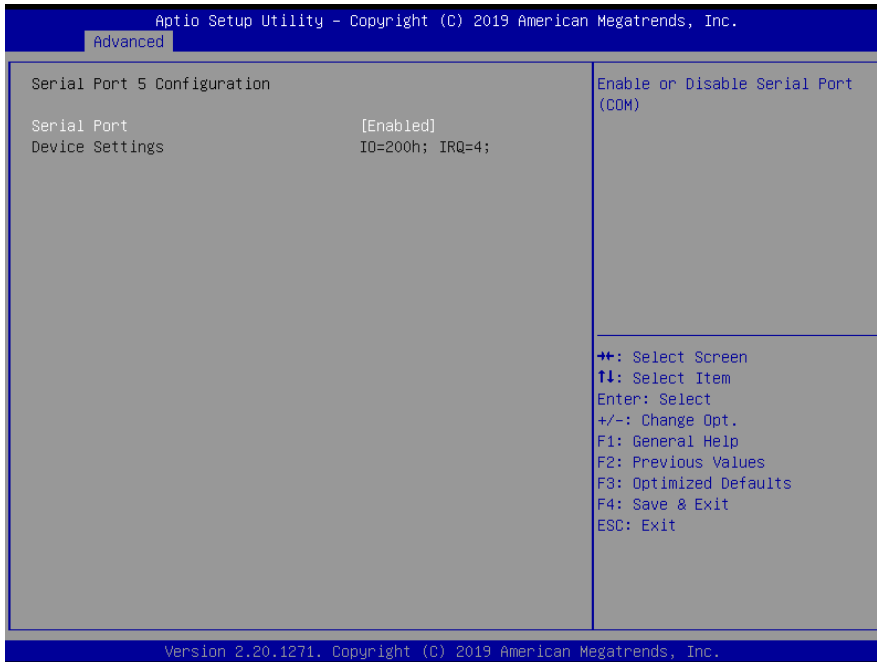 Aptio Setup Utility – Copyright (C) 2019 American Megatrends, Inc.
Advanced
Serial Port 5 Configuration
Serial Port [Enabled]
Device Settings IO=200h; IRQ=4;
Enable or Disable Serial Port
(COM)
→←: Select Screen
↑↓: Select Item
Enter: Select
+/-: Change Opt.
F1: General Help
F2: Previous Values
F3: Optimized Defaults
F4: Save & Exit
ESC: Exit
Version 2.20.1271. Copyright (C) 2019 American Megatrends, Inc.